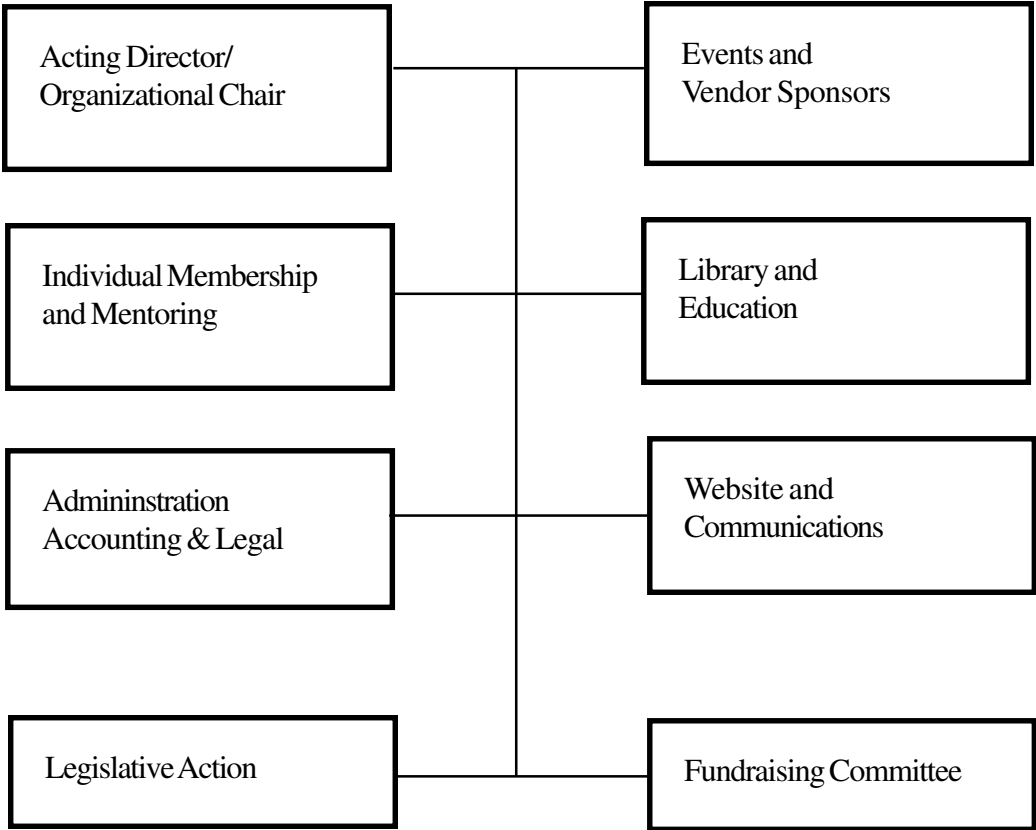 Acting Director/
Organizational Chair
Events and
Vendor Sponsors
Individual Membership
and Mentoring
Library and
Education
Admininstration
Accounting & Legal
Website and
Communications
Legislative Action
Fundraising Committee